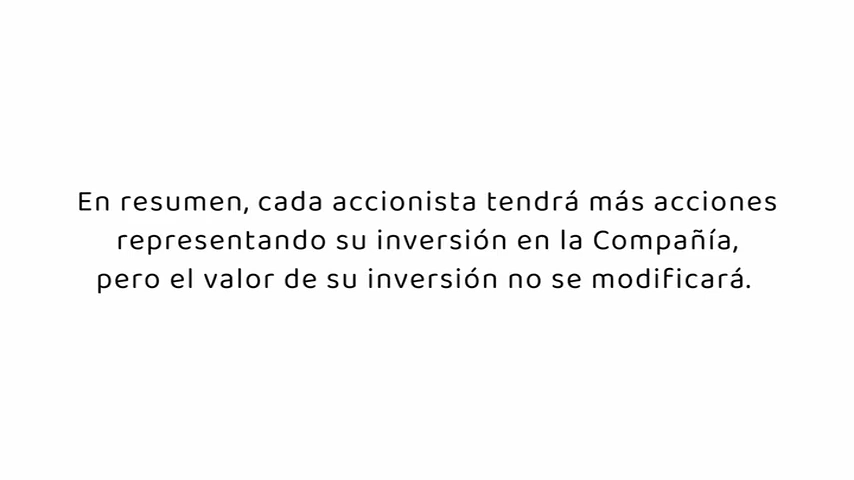 En resumen, cada accionista tendrá más acciones
representando su inversión en la Compañía,
pero el valor de su inversión no se modificará.